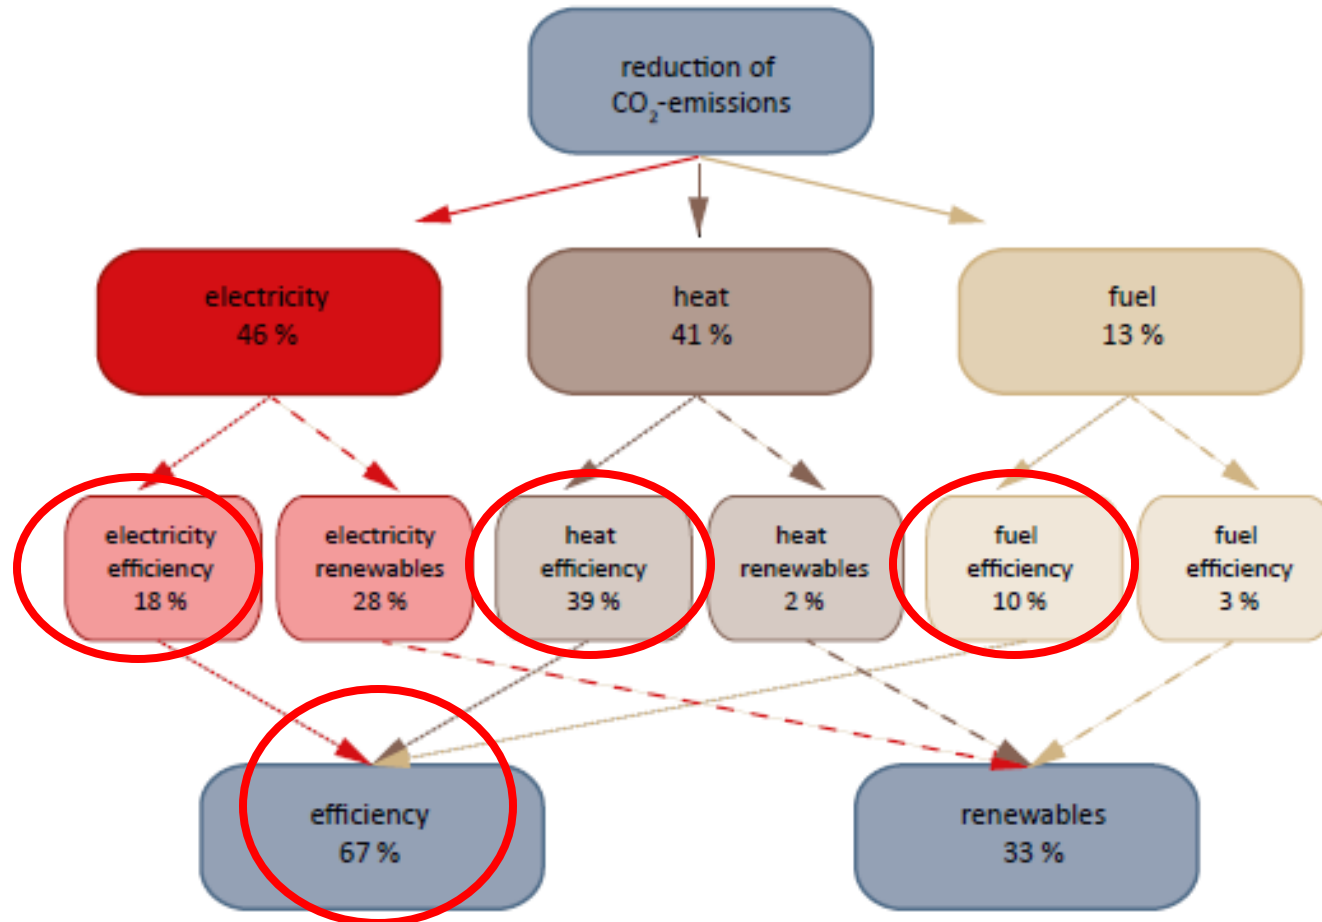 reduction of
CO₂-emissions
electricity
46 %
heat
41 %
fuel
13 %
electricity
efficiency
18 %
electricity
renewables
28 %
heat
efficiency
39 %
heat
renewables
2 %
fuel
efficiency
10 %
fuel
efficiency
3 %
efficiency
67 %
renewables
33 %